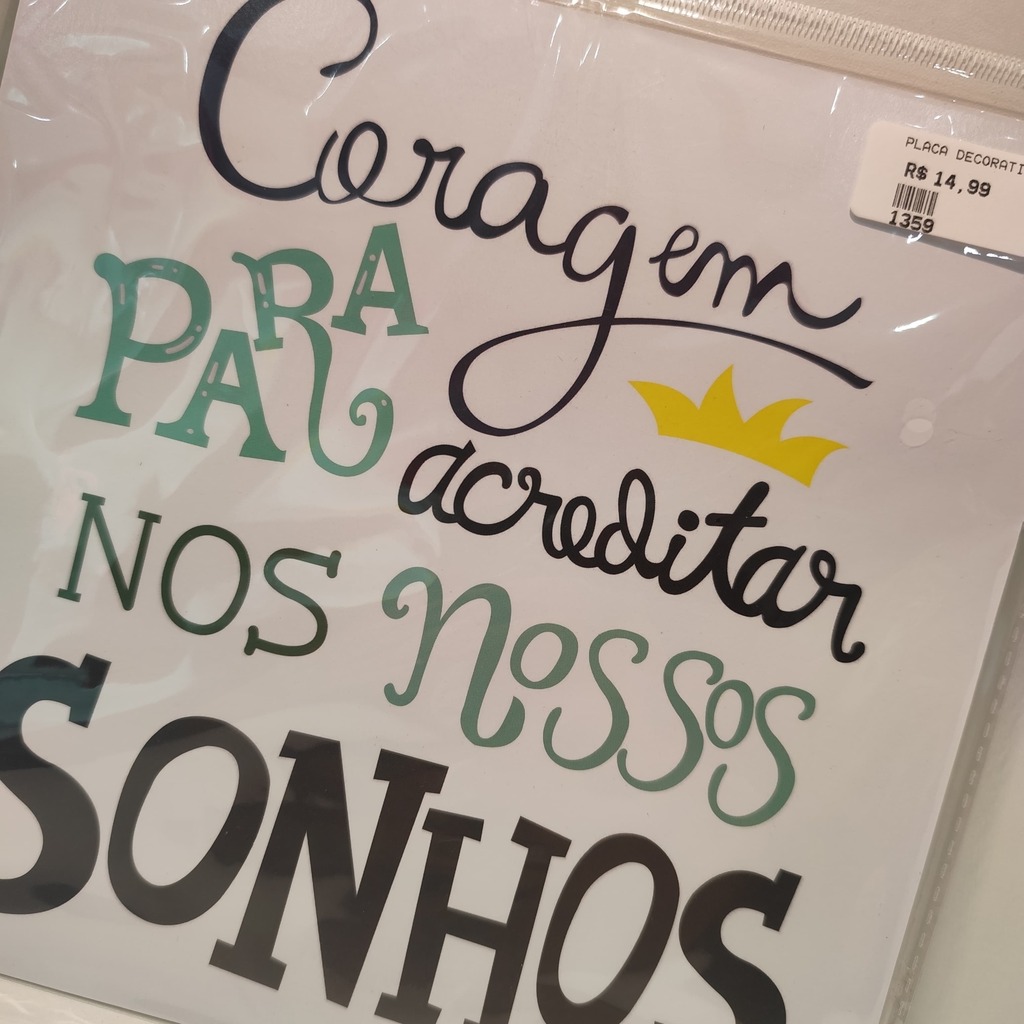 Coragem
PARA
acreditar
NOS NOSSOS
SONHOS
PLACA DECORATI
R$ 14,99
1359